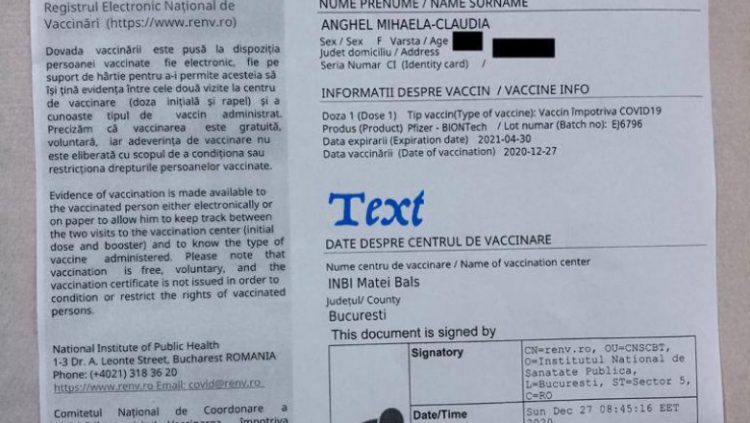 Registrul Electronic Național de
Vaccinări (https://www.renv.ro)
Dovada vaccinării este pusă la dispoziția
persoanei vaccinate fie electronic, fie pe
suport de hârtie pentru a-i permite acesteia să
își țină evidența între cele două vizite la centru
de vaccinare (doza inițială și rapel) și a
cunoaste tipul de vaccin administrat.
Precizăm că vaccinarea este gratuită,
voluntară, iar adeverința de vaccinare nu
este eliberată cu scopul de a condiționa sau
restricționa drepturile persoanelor vaccinate.
Evidence of vaccination is made available to
the vaccinated person either electronically or
on paper to allow him to keep track between
the two visits to the vaccination center (initial
dose and booster) and to know the type of
vaccine administered. Please note that
vaccination is free, voluntary, and the
vaccination certificate is not issued in order to
condition or restrict the rights of vaccinated
persons.
National Institute of Public Health
1-3 Dr. A. Leonte Street, Bucharest ROMANIA
Phone: (+4021) 318 36 20
https://www.renv.ro Email: covid@renv.ro
Comitetul Național de Coordonare a
împotriva
NUME PRENUME / NAME SURNAME
ANGHEL MIHAELA-CLAUDIA
Sex / Sex F Varsta / Age
Judet domiciliu / Address
Seria Numar CI (Identity card) /
INFORMATII DESPRE VACCIN / VACCINE INFO
Doza 1 (Dose 1) Tip vaccin(Type of vaccine): Vaccin împotriva COVID19
Produs (Product) Pfizer - BIONTech / Lot numar (Batch no): EJ6796
Data expirarii (Expiration date) 2021-04-30
Data vaccinării (Date of vaccination) 2020-12-27
Text
DATE DESPRE CENTRUL DE VACCINARE
Nume centru de vaccinare / Name of vaccination center
INBI Matei Bals
Județul/ County
Bucuresti
This document is signed by
Signatory
CN=renv.ro, OU=CNSCBT,
O=Institutul National de
Sanatate Publica,
L=Bucuresti, ST=Sector 5,
C=RO
Date/Time
Sun Dec 27 08:45:16 EET
2020